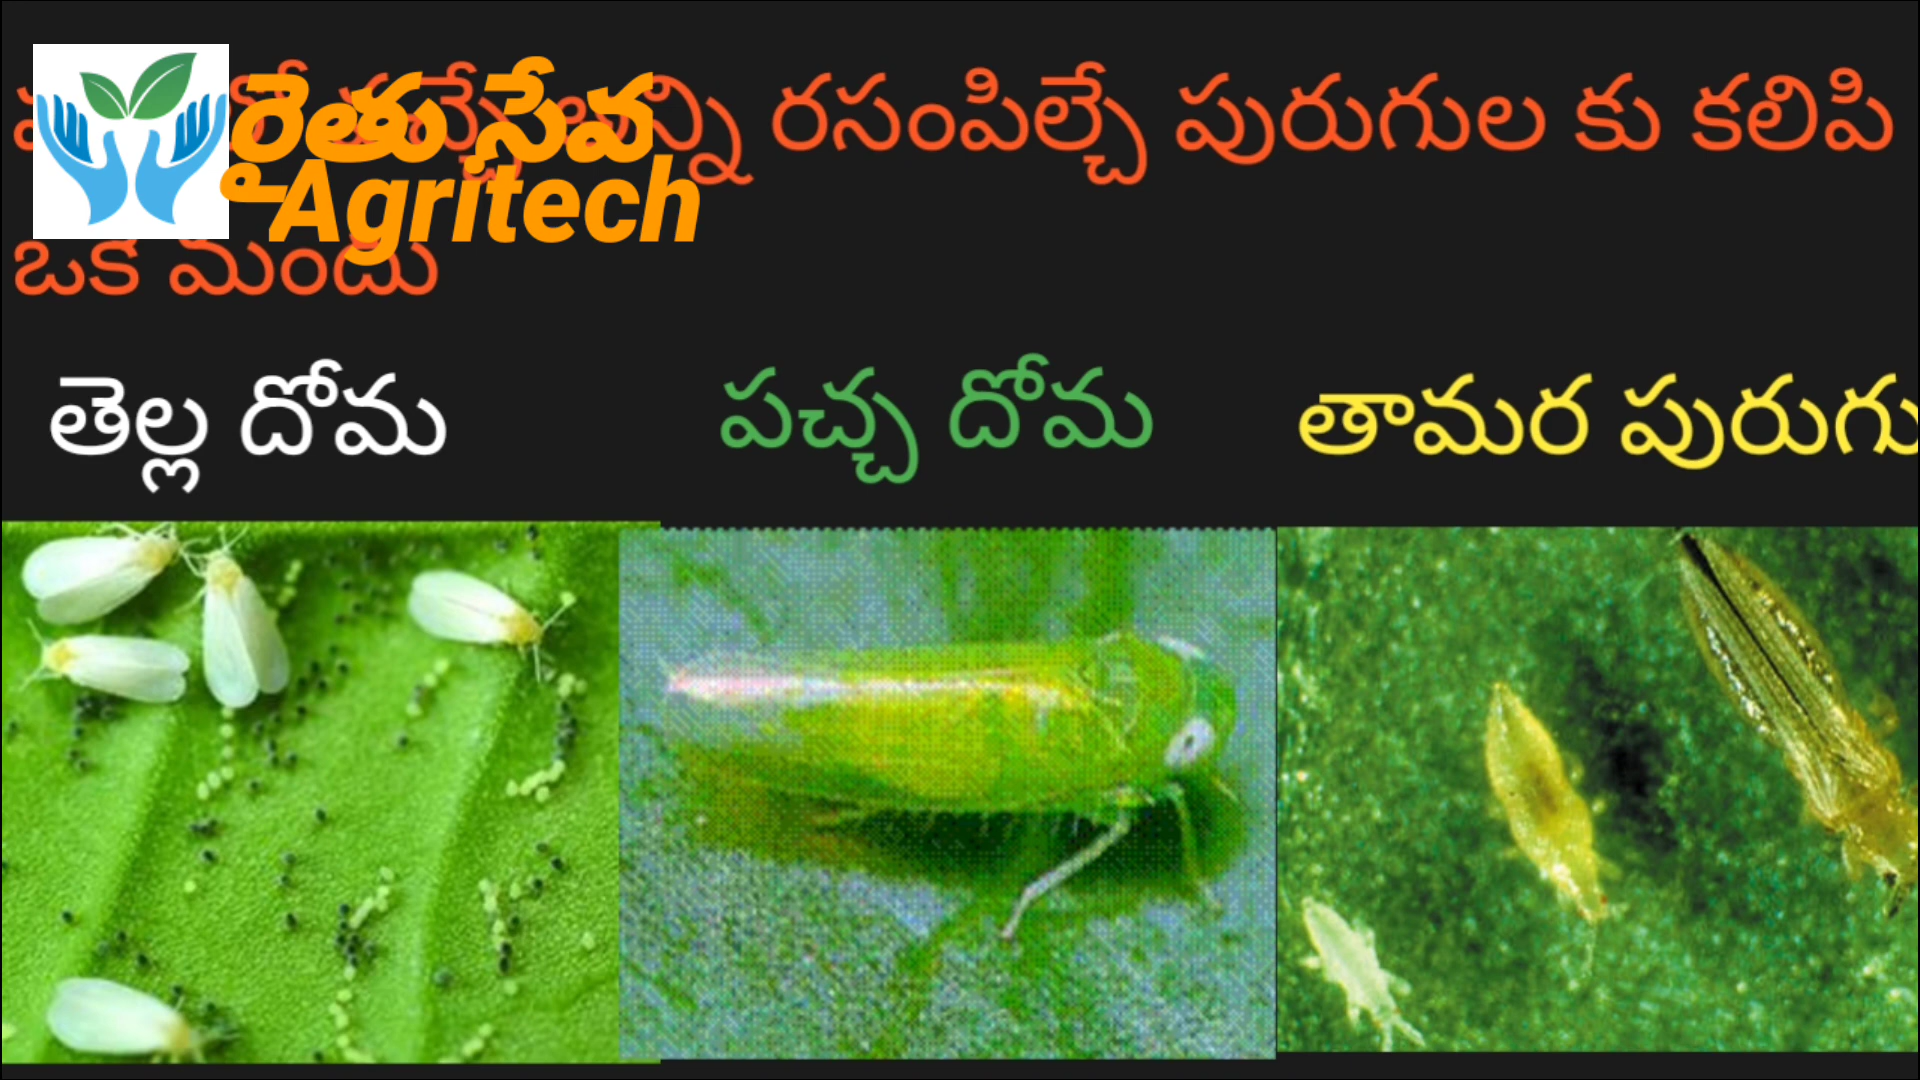 రైతు సేవ
Agritech
రసంపిల్చే పురుగుల కు కలిపి
ఒక మందు
తెల్ల దోమ
పచ్చ దోమ
తామర పురుగు